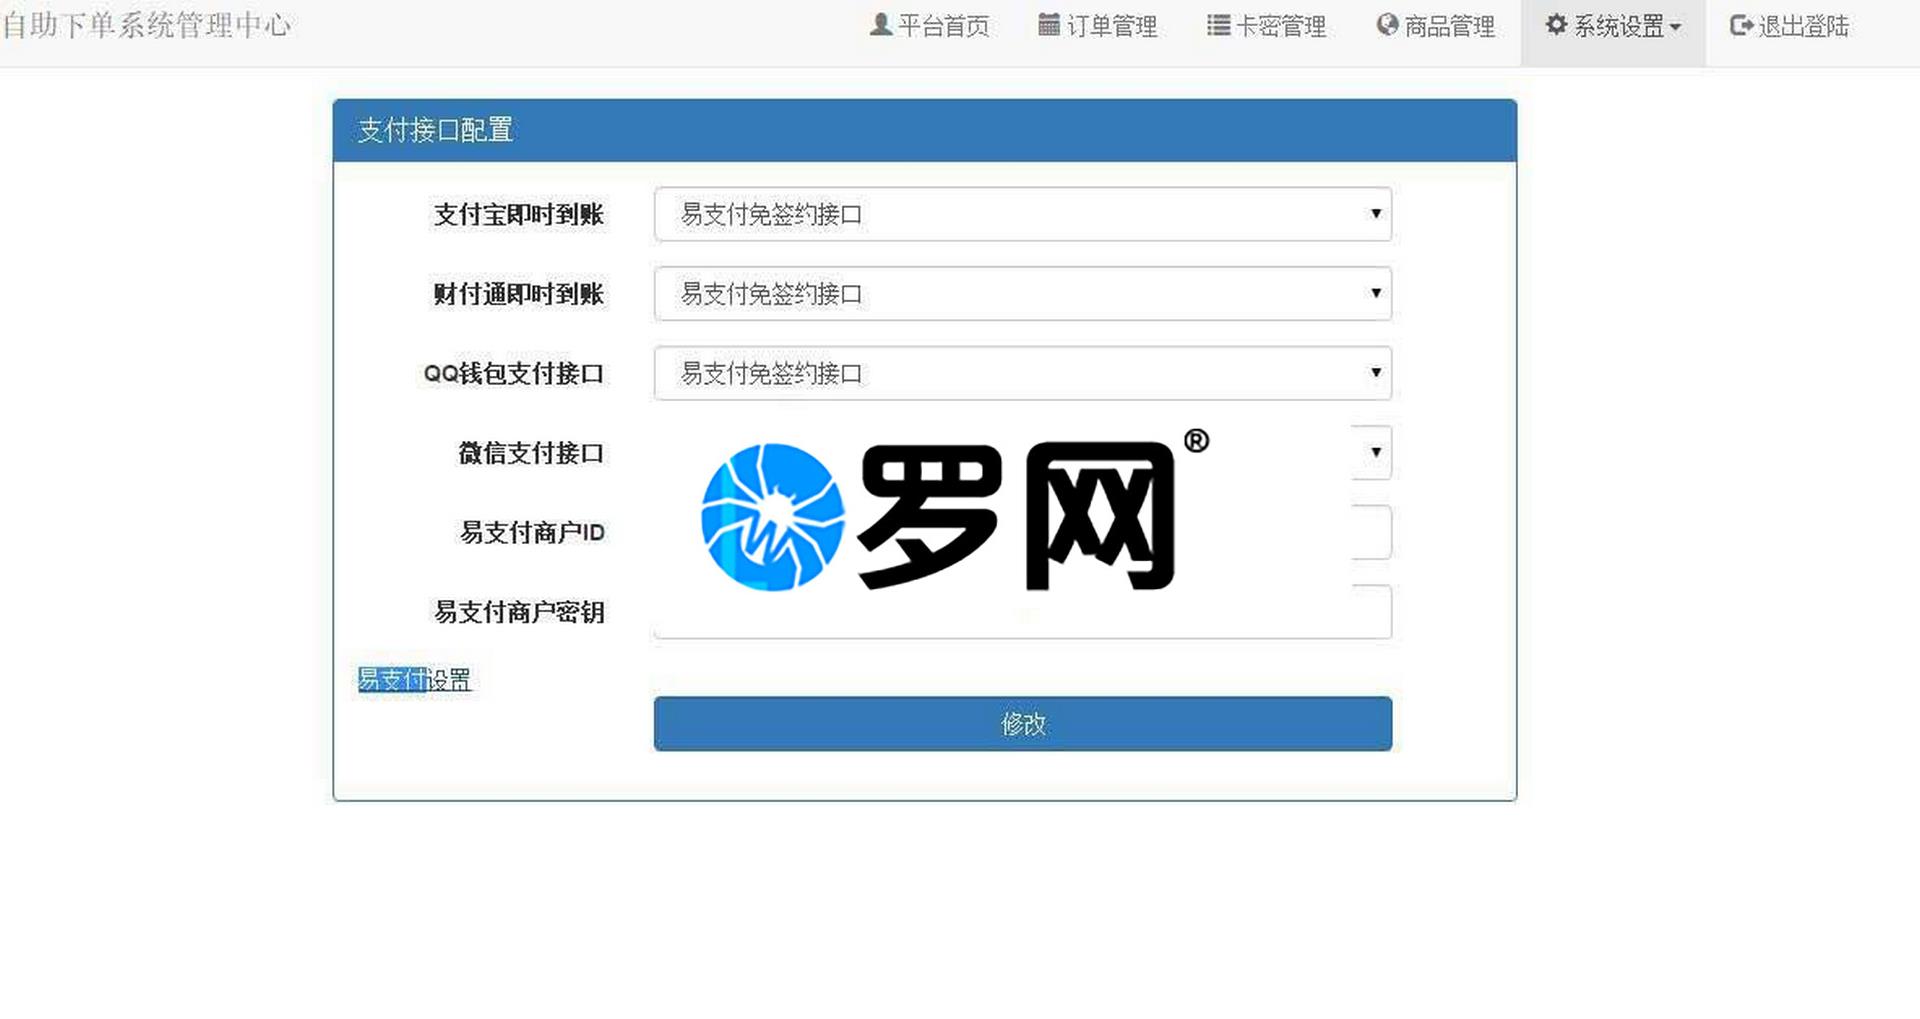 自助下单系统管理中心
平台首页 订单管理 卡密管理 商品管理 系统设置 退出登陆
支付接口配置
支付宝即时到账 易支付免签约接口
财付通即时到账 易支付免签约接口
QQ钱包支付接口 易支付免签约接口
微信支付接口
罗网®
易支付商户ID
易支付商户密钥
易支付设置
修改